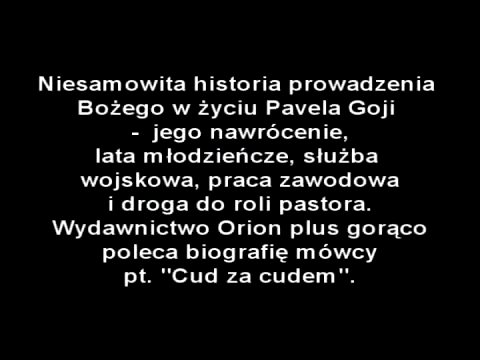 Niesamowita historia prowadzenia
Bożego w życiu Pavela Goji
- jego nawrócenie,
lata młodzieńcze, służba
wojskowa, praca zawodowa
i droga do roli pastora.
Wydawnictwo Orion plus gorąco
poleca biografię mówcy
pt. "Cud za cudem".